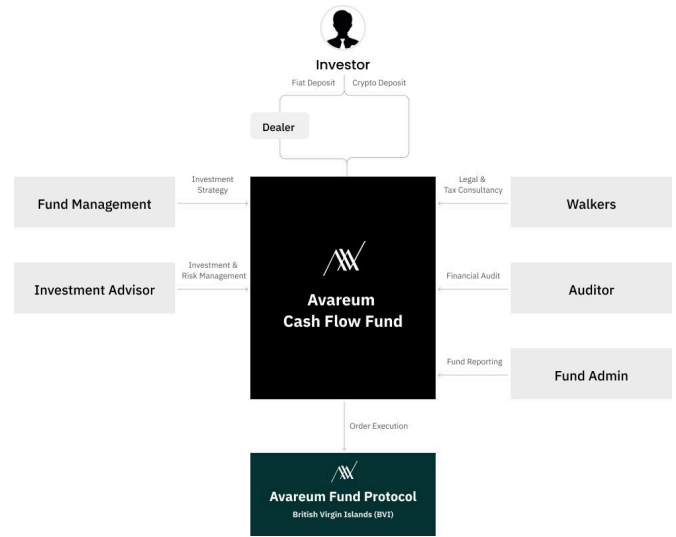 Investor
Fiat Deposit
Crypto Deposit
Dealer
Investment
Strategy
Legal &
Tax Consultancy
Fund Management
Walkers
Investment &
Risk Management
Financial Audit
Investment Advisor
Auditor
Avareum
Cash Flow Fund
Fund Reporting
Fund Admin
Order Execution
Avareum Fund Protocol
British Virgin Islands (BVI)